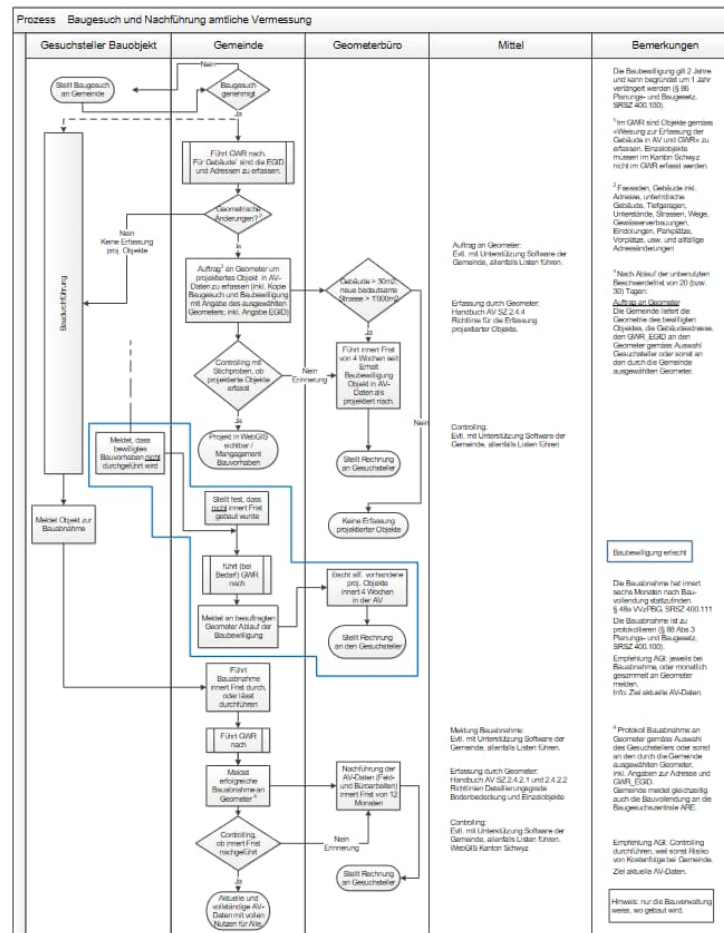 Prozess Baugesuch und Nachführung amtliche Vermessung
Gesuchsteller Bauobjekt
Gemeinde
Geometerbüro
Mittel
Bemerkungen
Nein
Stellt Baugesuch
an Gemeinde
Baugesuch
genehmigt
Ja
Führt GWR nach.
Für Gebäude¹ sind die EGID
und Adressen zu erfassen.
Geometrische
Änderungen?²
Nein
Keine Erfassung
proj. Objekte
Ja
Auftrag³ an Geometer um
projektiertes Objekt in AV-
Daten zu erfassen (inkl. Kopie
Baugesuch und Baubewilligung
mit Angabe des ausgewählten
Geometers; inkl. Angabe EGID)
Gebäude > 30m2,
neue bedeutsame
Strasse > 1'000m2
Ja
Nein
Baudurchführung
Controlling mit
Stichproben, ob
projektierte Objekte
erfasst
Nein
Erinnerung
Führt innert Frist
von 4 Wochen seit
Erhalt
Baubewilligung
Objekt in AV-
Daten als
projektiert nach.
Ja
Projekt in WebGIS
sichtbar /
Mangagement
Bauvorhaben
Stellt Rechnung
an Gesuchsteller
Keine Erfassung
projektierter Objekte
Meldet, dass
bewilligtes
Bauvorhaben nicht
durchgeführt wird
Stellt fest, dass
nicht innert Frist
gebaut wurde
Meldet Objekt zur
Bauabnahme
führt (bei
Bedarf) GWR
nach
Meldet an beauftragten
Geometer Ablauf der
Baubewilligung
löscht allf. vorhandene
proj. Objekte
innert 4 Wochen
in der AV
Stellt Rechnung
an den Gesuchsteller
Führt
Bauabnahme
innert Frist durch,
oder lässt
durchführen
Führt GWR
nach
Meldet
erfolgreiche
Bauabnahme an
Geometer⁴
Nachführung der
AV-Daten (Feld-
und Büroarbeiten)
innert Frist von 12
Monaten
Controlling,
ob innert Frist
nachgeführt
Nein
Erinnerung
Ja
Stellt Rechnung
an Gesuchsteller
Aktuelle und
vollständige AV-
Daten mit vollen
Nutzen für Alle.
Auftrag an Geometer:
Evtl. mit Unterstützung Software der
Gemeinde, allenfalls Listen führen.
Erfassung durch Geometer:
Handbuch AV SZ 2.4.4
Richtlinie für die Erfassung
projektierter Objekte.
Controlling:
Evtl. mit Unterstützung Software der
Gemeinde, allenfalls Listen führen
Meldung Bauabnahme:
Evtl. mit Unterstützung Software der
Gemeinde, allenfalls Listen führen.
Erfassung durch Geometer:
Handbuch AV SZ 2.4.2.1 und 2.4.2.2
Richtlinien Detaillierungsgrade
Bodenbedeckung und Einzelobjekte
Controlling:
Evtl. mit Unterstützung Software der
Gemeinde, allenfalls Listen führen.
WebGIS Kanton Schwyz
Die Baubewilligung gilt 2 Jahre
und kann begründet um 1 Jahr
verlängert werden (§ 86
Planungs- und Baugesetz,
SRSZ 400.100).
¹ Im GWR sind Objekte gemäss
«Weisung zur Erfassung der
Gebäude in AV und GWR» zu
erfassen. Einzelobjekte
müssen im Kanton Schwyz
nicht im GWR erfasst werden.
² Fassaden, Gebäude inkl.
Adresse, unterirdische
Gebäude, Tiefgaragen,
Unterstände, Strassen, Wege,
Gewässerverbauungen,
Eindolungen, Parkplätze,
Vorplätze, usw. und allfällige
Adressänderungen
Nach Ablauf der unbenutzten
Beschwerdefrist von 20 (bzw.
30) Tagen:
Auftrag an Geometer
Die Gemeinde liefert die
Geometrie des bewilligten
Objektes, die Gebäudeadresse,
den GWR_EGID an den
Geometer gemäss Auswahl
Gesuchsteller oder sonst an
den durch die Gemeinde
ausgewählten Geometer.
Baubewilligung erlischt
Die Bauabnahme hat innert
sechs Monaten nach Bau-
vollendung stattzufinden.
§ 48a VVzPBG, SRSZ 400.111
Die Bauabnahme ist zu
protokollieren (§ 88 Abs 3
Planungs- und Baugesetz,
SRSZ 400.100).
Empfehlung AGI: jeweils bei
Bauabnahme, oder monatlich
gesammelt an Geometer
melden.
Info: Ziel aktuelle AV-Daten.
⁴ Protokoll Bauabnahme an
Geometer gemäss Auswahl
des Gesuchstellers oder sonst
an den durch die Gemeinde
ausgewählten Geometer,
inkl. Angaben zur Adresse und
GWR_EGID.
Gemeinde meldet gleichzeitig
auch die Bauvollendung an die
Baugesuchszentrale ARE.
Empfehlung AGI: Controlling
durchführen, weil sonst Risiko
von Kostenfolge bei Gemeinde.
Ziel aktuelle AV-Daten.
Hinweis: nur die Bauverwaltung
weiss, wo gebaut wird.